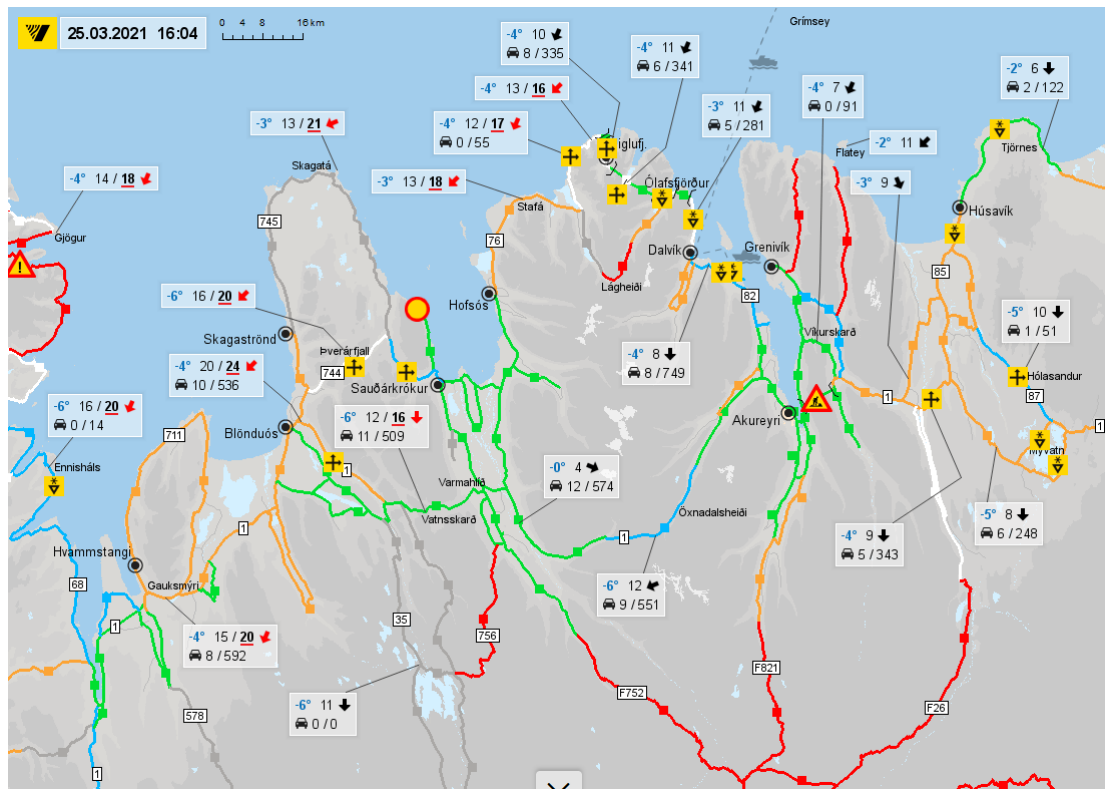 25.03.2021 16:04
0 4 8 16 km
Grímsey
-4° 10
8 / 335
-4° 11
6 / 341
-2° 6
2 / 122
-4° 13 / 16
-4° 7
0 / 91
-3° 11
5 / 281
-3° 13 / 21
-4° 12 / 17
0 / 55
Siglufj.
Tjörnes
Flatey
-2° 11
Skagatá
-4° 14 / 18
-3° 13 / 18
Ólafsfjörður
-3° 9
Stafá
Húsavík
745
Gjögur
76
Dalvík
Grenivík
85
Lágheiði
-6° 16 / 20
Hofsós
82
-5° 10
1 / 51
Skagaströnd
Víkurskarð
Þverárfjall
-4° 8
8 / 749
744
-4° 20 / 24
10 / 536
Hólasandur
Sauðárkrókur
87
1
-6° 16 / 20
0 / 14
-6° 12 / 16
11 / 509
Akureyri
Blönduós
1
711
Mývatn
Ennisháls
1
-0° 4
12 / 574
Varmahlíð
Öxnadalsheiði
Vatnsskarð
-5° 8
6 / 248
1
-4° 9
5 / 343
1
Hvammstangi
68
Gauksmýri
-6° 12
9 / 551
35
1
756
-4° 15 / 20
8 / 592
F821
F752
-6° 11
0 / 0
F26
578
1